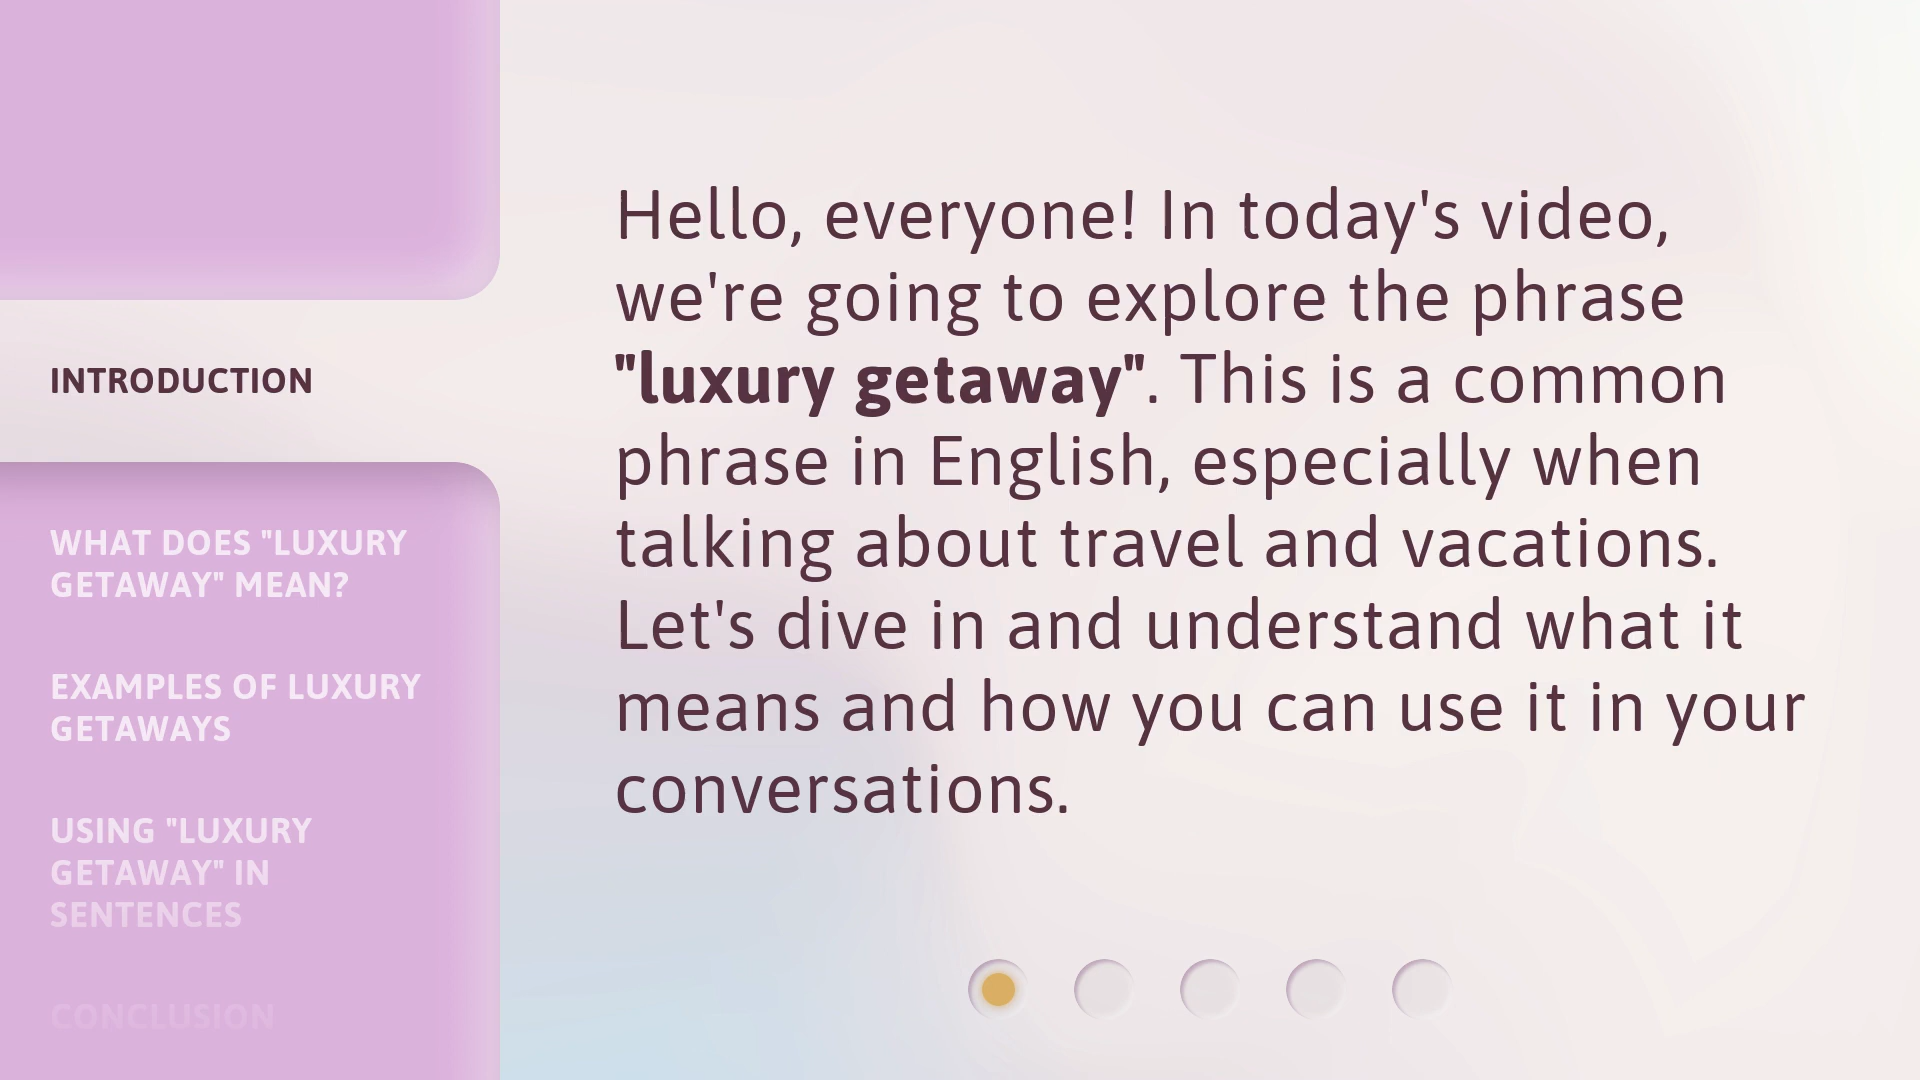 INTRODUCTION
WHAT DOES "LUXURY
GETAWAY" MEAN?
EXAMPLES OF LUXURY
GETAWAYS
USING "LUXURY
GETAWAY" IN
SENTENCES
CONCLUSION
Hello, everyone! In today's video,
we're going to explore the phrase
"luxury getaway". This is a common
phrase in English, especially when
talking about travel and vacations.
Let's dive in and understand what it
means and how you can use it in your
conversations.